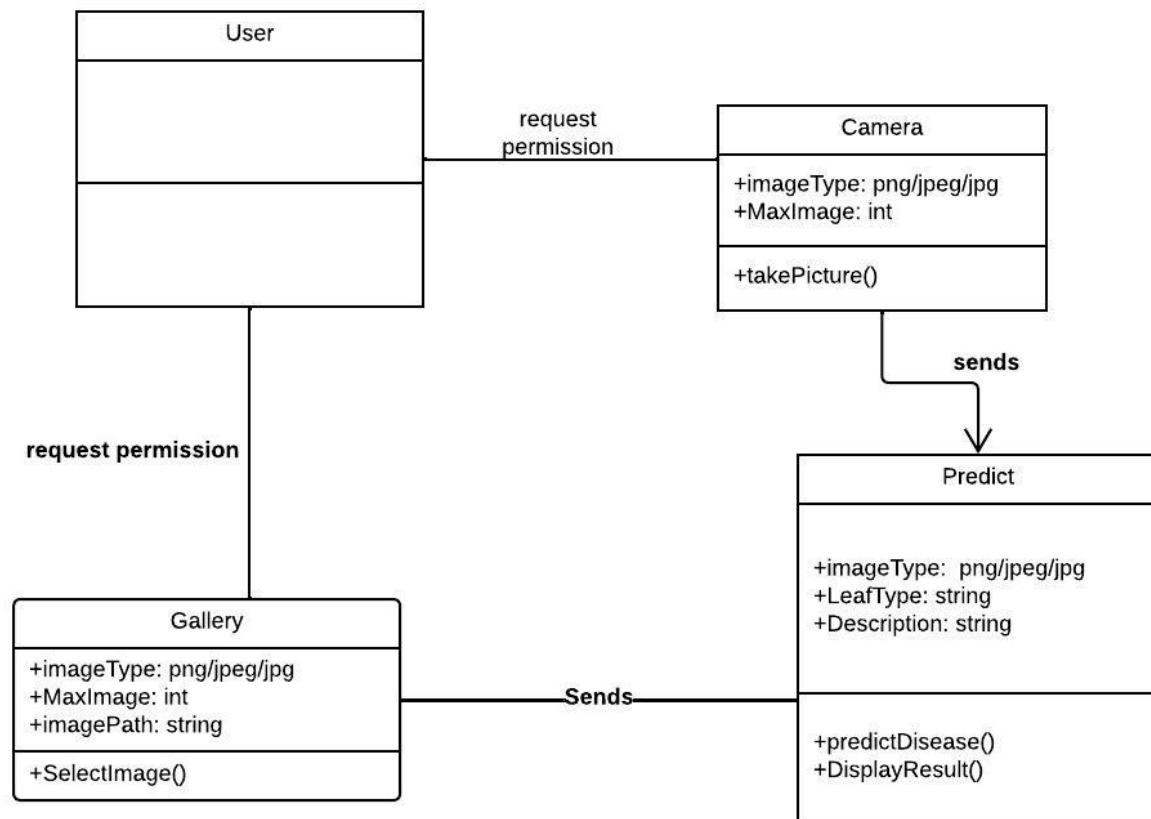 User
request
permission
Camera
+imageType: png/jpeg/jpg
+MaxImage: int
+takePicture()
sends
request permission
Predict
+imageType:  png/jpeg/jpg
+LeafType: string
+Description: string
+predictDisease()
+DisplayResult()
Gallery
+imageType: png/jpeg/jpg
+MaxImage: int
+imagePath: string
+SelectImage()
Sends